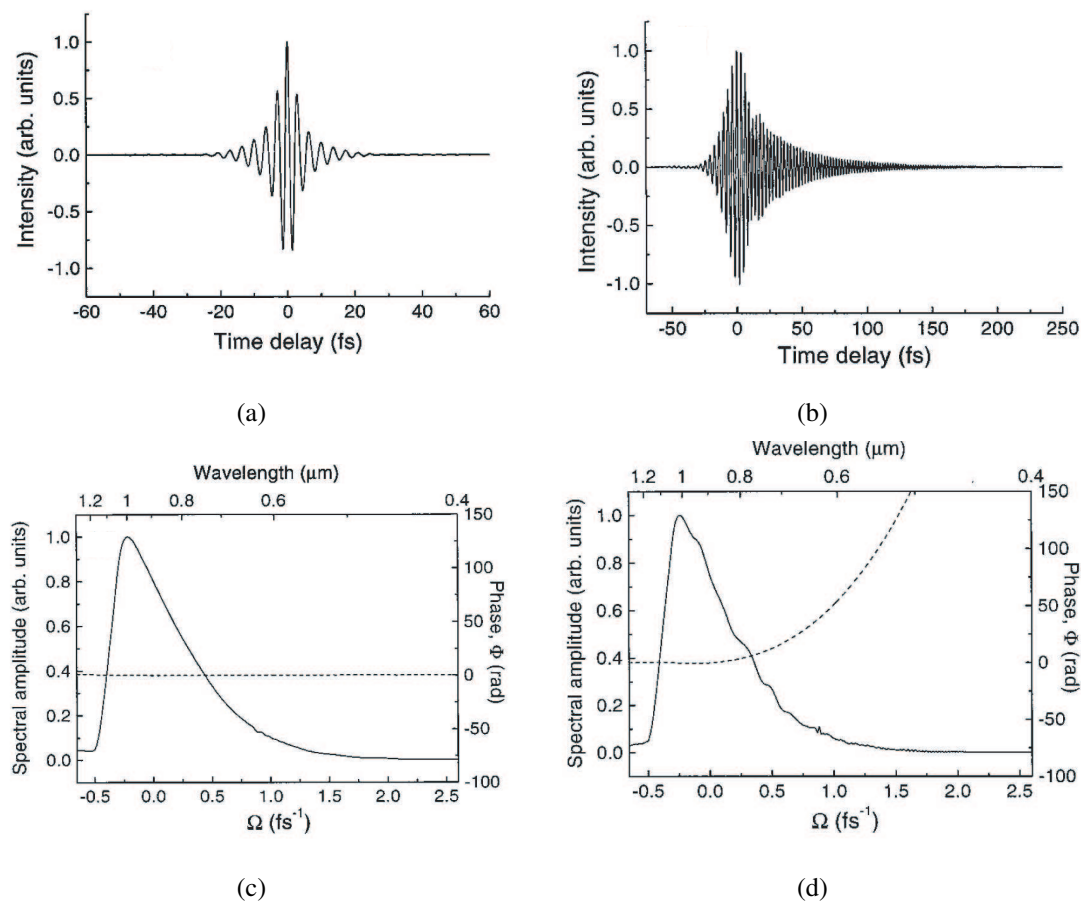 Intensity (arb. units)
1.0
0.5
0.0
-0.5
-1.0
-60 -40 -20 0 20 40 60
Time delay (fs)
(a)
Intensity (arb. units)
1.0
0.5
0.0
-0.5
-1.0
-50 0 50 100 150 200 250
Time delay (fs)
(b)
Wavelength (μm)
1.2 1 0.8 0.6 0.4
Spectral amplitude (arb. units)
1.0
0.8
0.6
0.4
0.2
0.0
150
100
50
0
-50
-100
Phase, Φ (rad)
-0.5 0.0 0.5 1.0 1.5 2.0 2.5
Ω (fs⁻¹)
(c)
Wavelength (μm)
1.2 1 0.8 0.6 0.4
Spectral amplitude (arb. units)
1.0
0.8
0.6
0.4
0.2
0.0
150
100
50
0
-50
-100
Phase, Φ (rad)
-0.5 0.0 0.5 1.0 1.5 2.0 2.5
Ω (fs⁻¹)
(d)